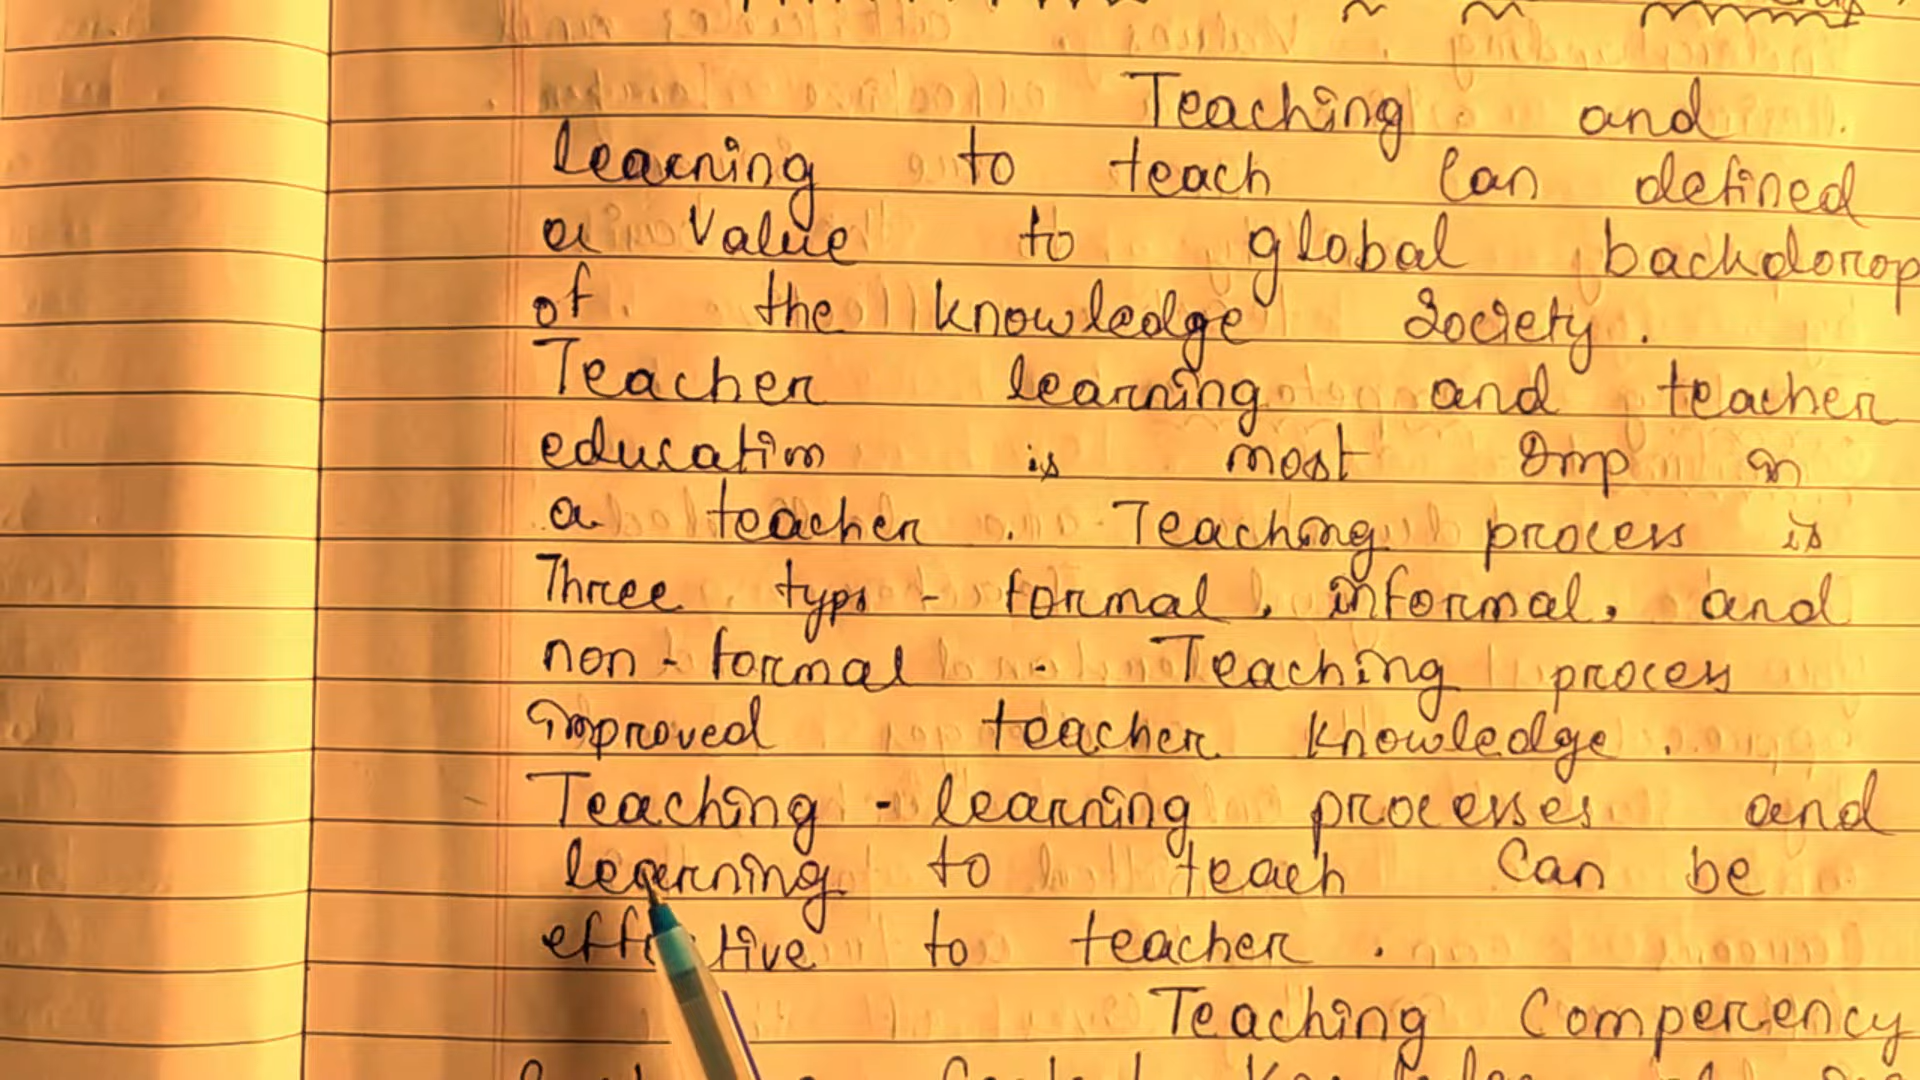 Teaching and
learning to teach can defined
a value to global backdorop
of the knowledge Society.
Teacher learning and teacher
education is most Imp in
a teacher. Teaching process is
Three typs - formal, informal, and
non-formal - Teaching process
improved teacher knowledge.
Teaching-learning processes and
learning to teach can be
effective to teacher.
Teaching Comperency